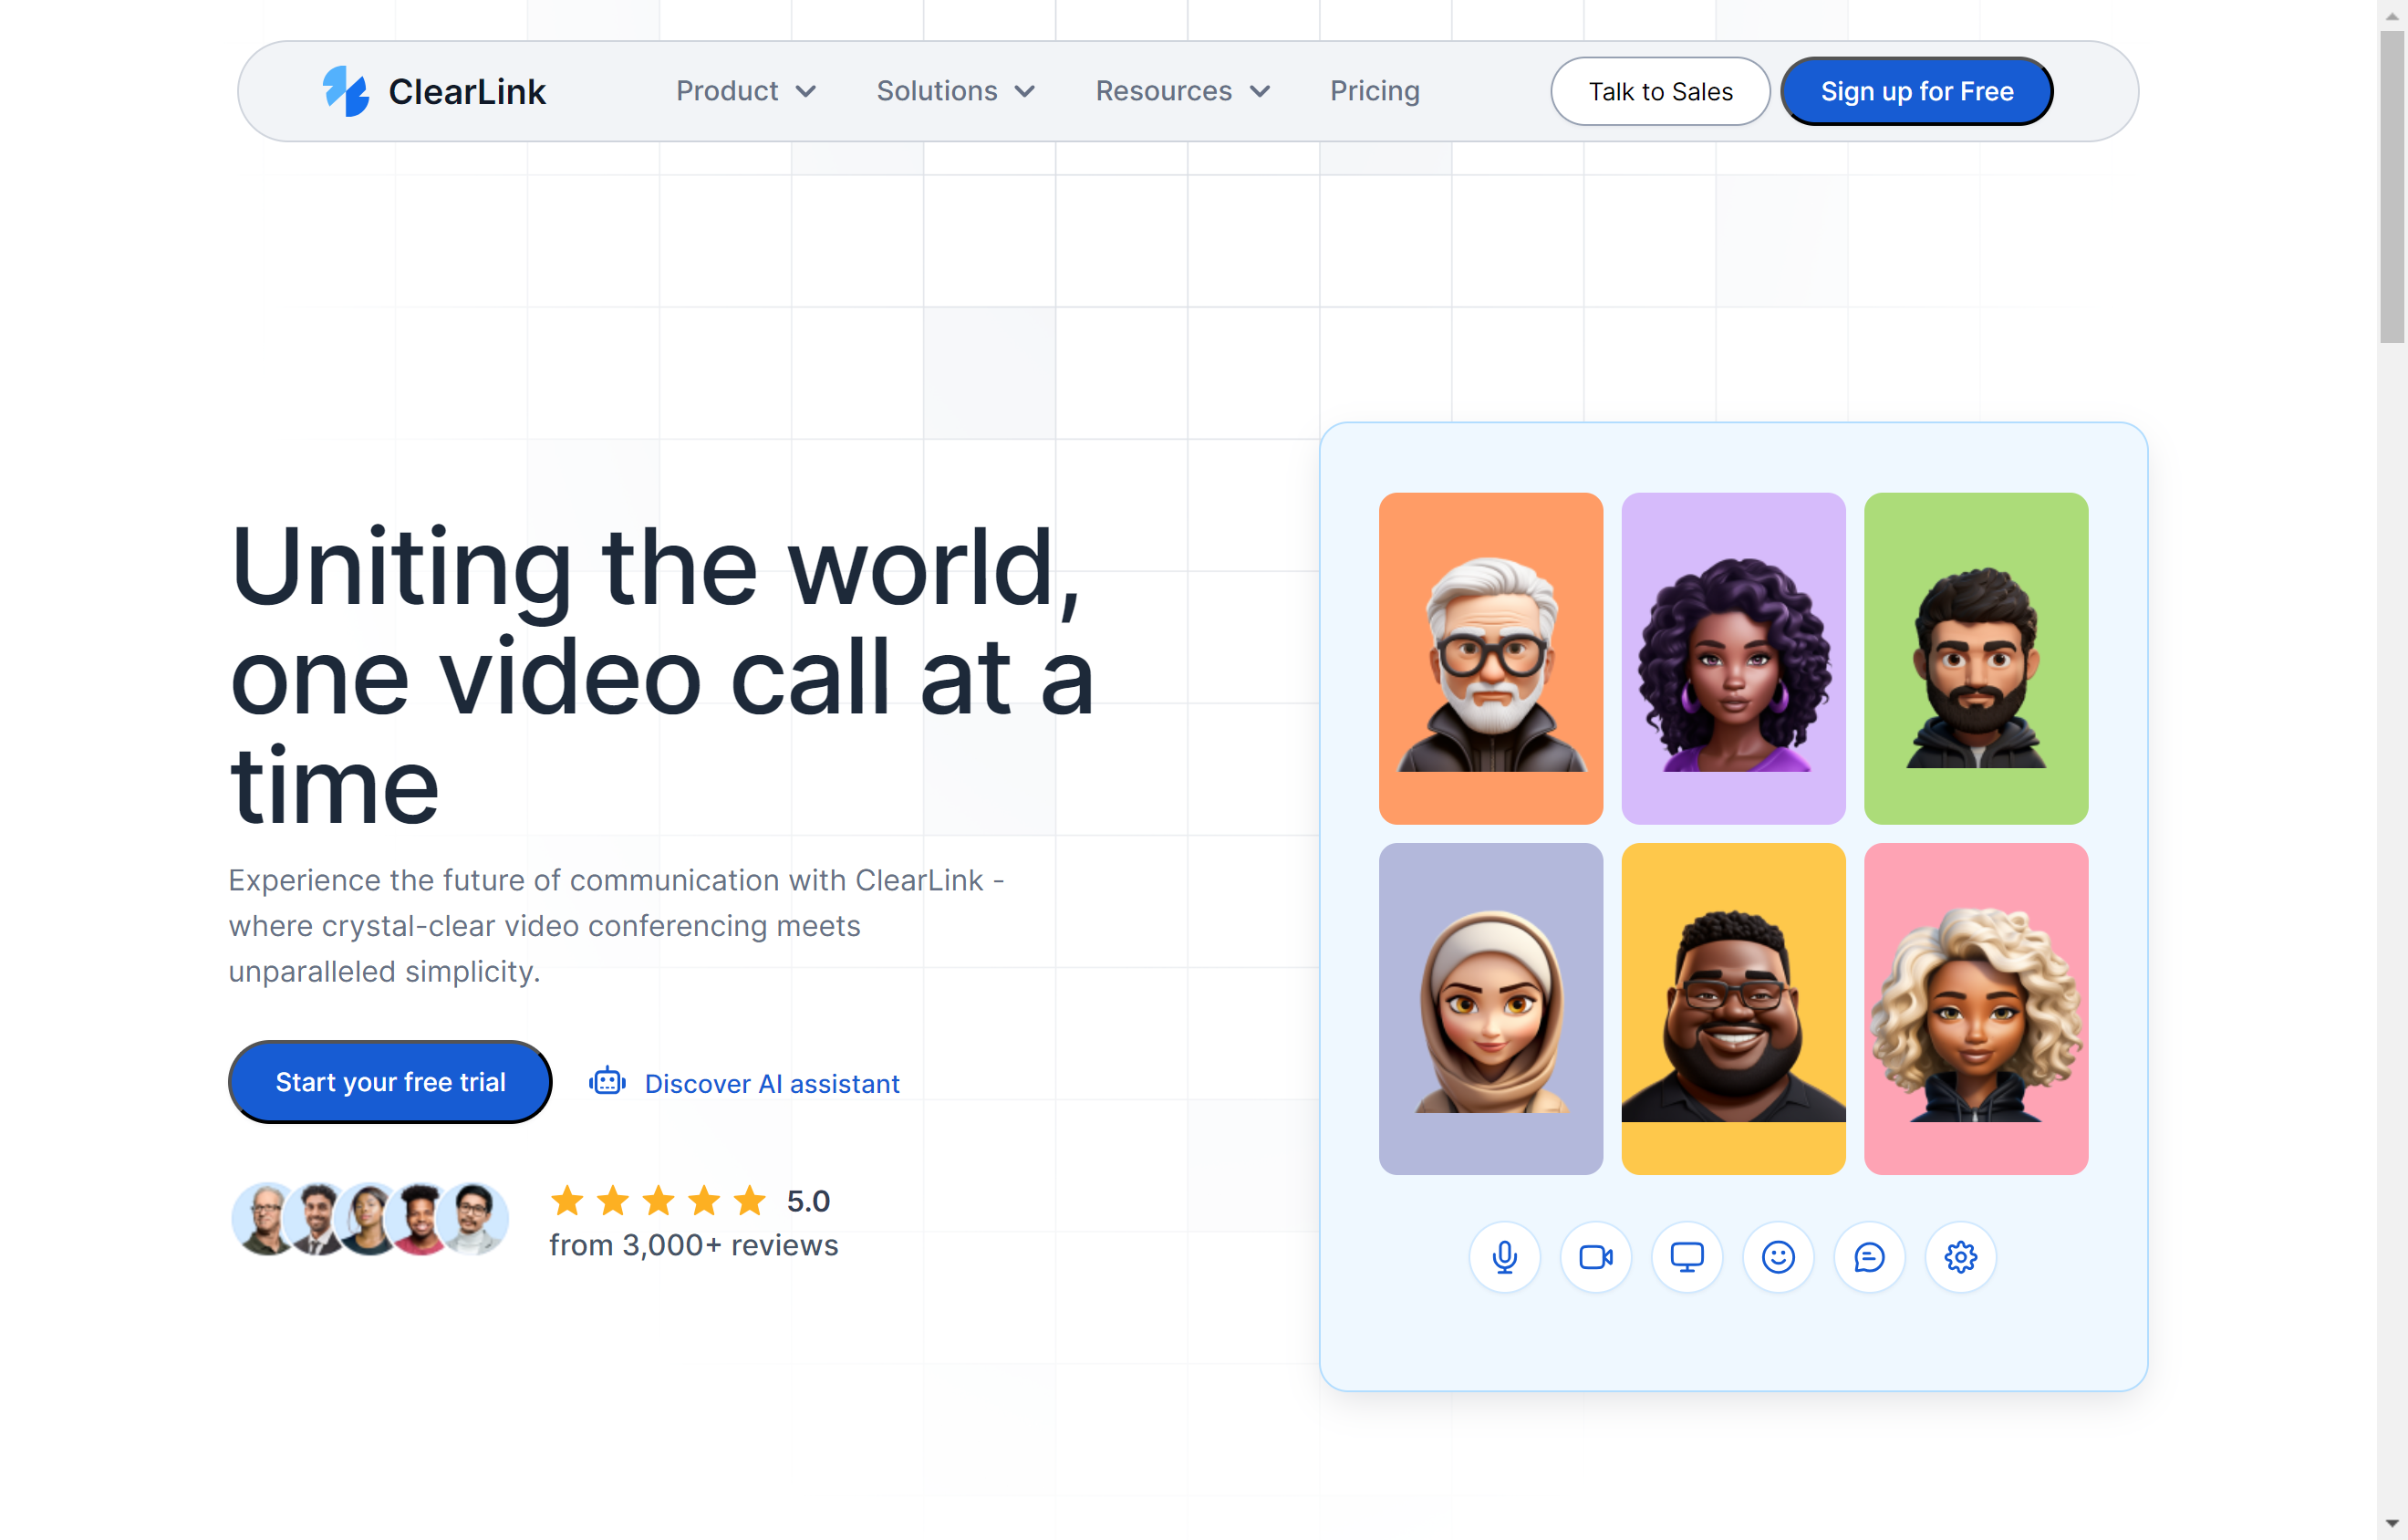 ClearLink
Product
Solutions
Resources
Pricing
Talk to Sales
Sign up for Free
Uniting the world,
one video call at a
time
Experience the future of communication with ClearLink -
where crystal-clear video conferencing meets
unparalleled simplicity.
Start your free trial
Discover AI assistant
5.0
from 3,000+ reviews